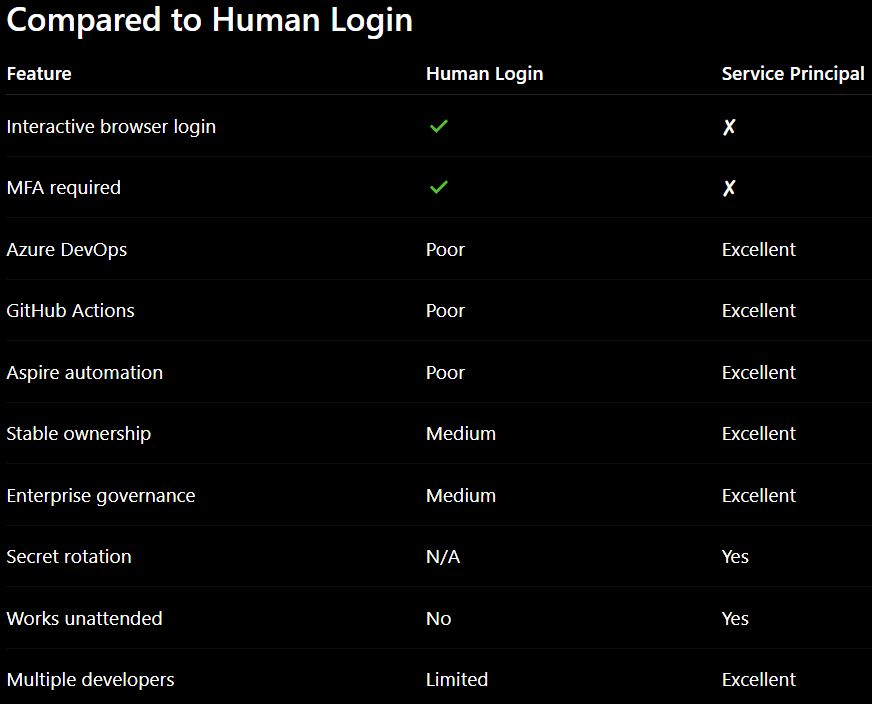 Compared to Human Login
Feature Human Login Service Principal
Interactive browser login ✓ ✗
MFA required ✓ ✗
Azure DevOps Poor Excellent
GitHub Actions Poor Excellent
Aspire automation Poor Excellent
Stable ownership Medium Excellent
Enterprise governance Medium Excellent
Secret rotation N/A Yes
Works unattended No Yes
Multiple developers Limited Excellent